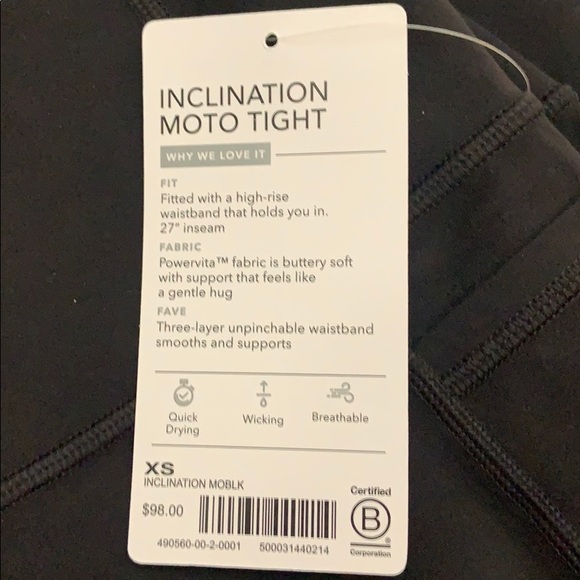 INCLINATION
MOTO TIGHT
WHY WE LOVE IT
FIT
Fitted with a high-rise
waistband that holds you in.
27" inseam
FABRIC
Powervita™ fabric is buttery soft
with support that feels like
a gentle hug
FAVE
Three-layer unpinchable waistband
smooths and supports
Quick
Drying
Wicking
Breathable
XS
INCLINATION MOBLK
$98.00
490560-00-2-0001 500031440214
Certified
B
®
Corporation